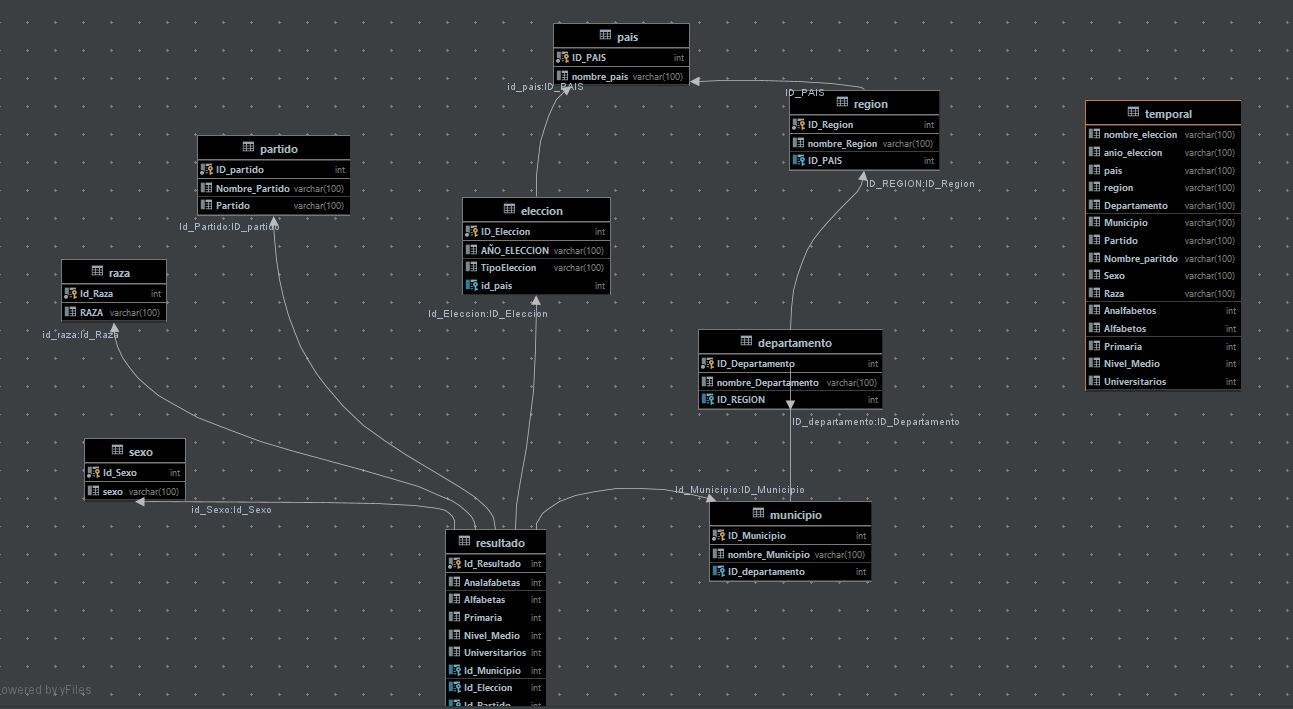 pais
ID_PAIS int
nombre_pais varchar(100)
id_pais:ID_PAIS
ID_PAIS
region
ID_Region int
nombre_Region varchar(100)
ID_PAIS int
ID_REGION:ID_Region
temporal
nombre_eleccion varchar(100)
anio_eleccion varchar(100)
pais varchar(100)
region varchar(100)
Departamento varchar(100)
Municipio varchar(100)
Partido varchar(100)
Nombre_paritdo varchar(100)
Sexo varchar(100)
Raza varchar(100)
Analfabetos int
Alfabetos int
Primaria int
Nivel_Medio int
Universitarios int
partido
ID_partido int
Nombre_Partido varchar(100)
Partido varchar(100)
Id_Partido:ID_partido
eleccion
ID_Eleccion int
AÑO_ELECCION varchar(100)
TipoEleccion varchar(100)
id_pais int
Id_Eleccion:ID_Eleccion
raza
Id_Raza int
RAZA varchar(100)
id_raza:Id_Raza
departamento
ID_Departamento int
nombre_Departamento varchar(100)
ID_REGION int
ID_departamento:ID_Departamento
sexo
Id_Sexo int
sexo varchar(100)
id_Sexo:Id_Sexo
Id_Municipio:ID_Municipio
municipio
ID_Municipio int
nombre_Municipio varchar(100)
ID_departamento int
resultado
Id_Resultado int
Analafabetas int
Alfabetas int
Primaria int
Nivel_Medio int
Universitarios int
Id_Municipio int
Id_Eleccion int
Id_Partido int
owered by yFiles